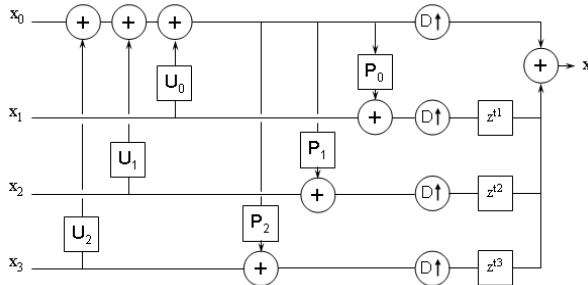 x0 + + + D↑
U0 P0 + x
x1 + D↑ z^t1
U1 P1
x2 + D↑ z^t2
U2 P2
x3 + D↑ z^t3